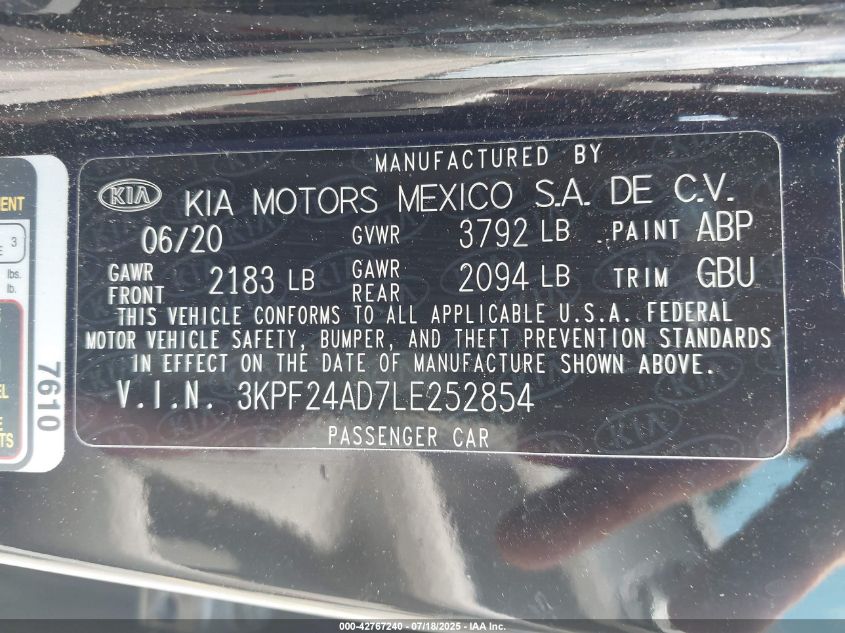 MANUFACTURED BY
KIA KIA MOTORS MEXICO S.A. DE C.V.
06/20 GVWR 3792 LB PAINT ABP
GAWR FRONT 2183 LB GAWR REAR 2094 LB TRIM GBU
THIS VEHICLE CONFORMS TO ALL APPLICABLE U.S.A. FEDERAL
MOTOR VEHICLE SAFETY, BUMPER, AND THEFT PREVENTION STANDARDS
IN EFFECT ON THE DATE OF MANUFACTURE SHOWN ABOVE.
V.I.N. 3KPF24AD7LE252854
PASSENGER CAR
3
lbs.
lb.
7610
000-42767240 - 07/18/2025 - IAA Inc.